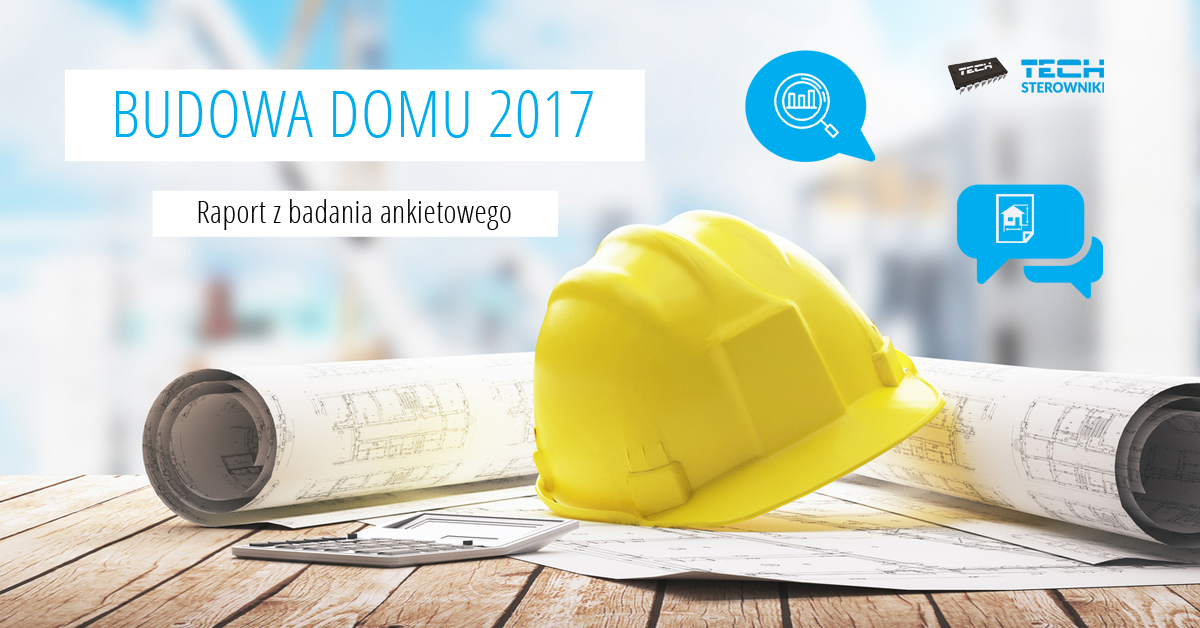 BUDOWA DOMU 2017
Raport z badania ankietowego
TECH
TECH
STEROWNIKI